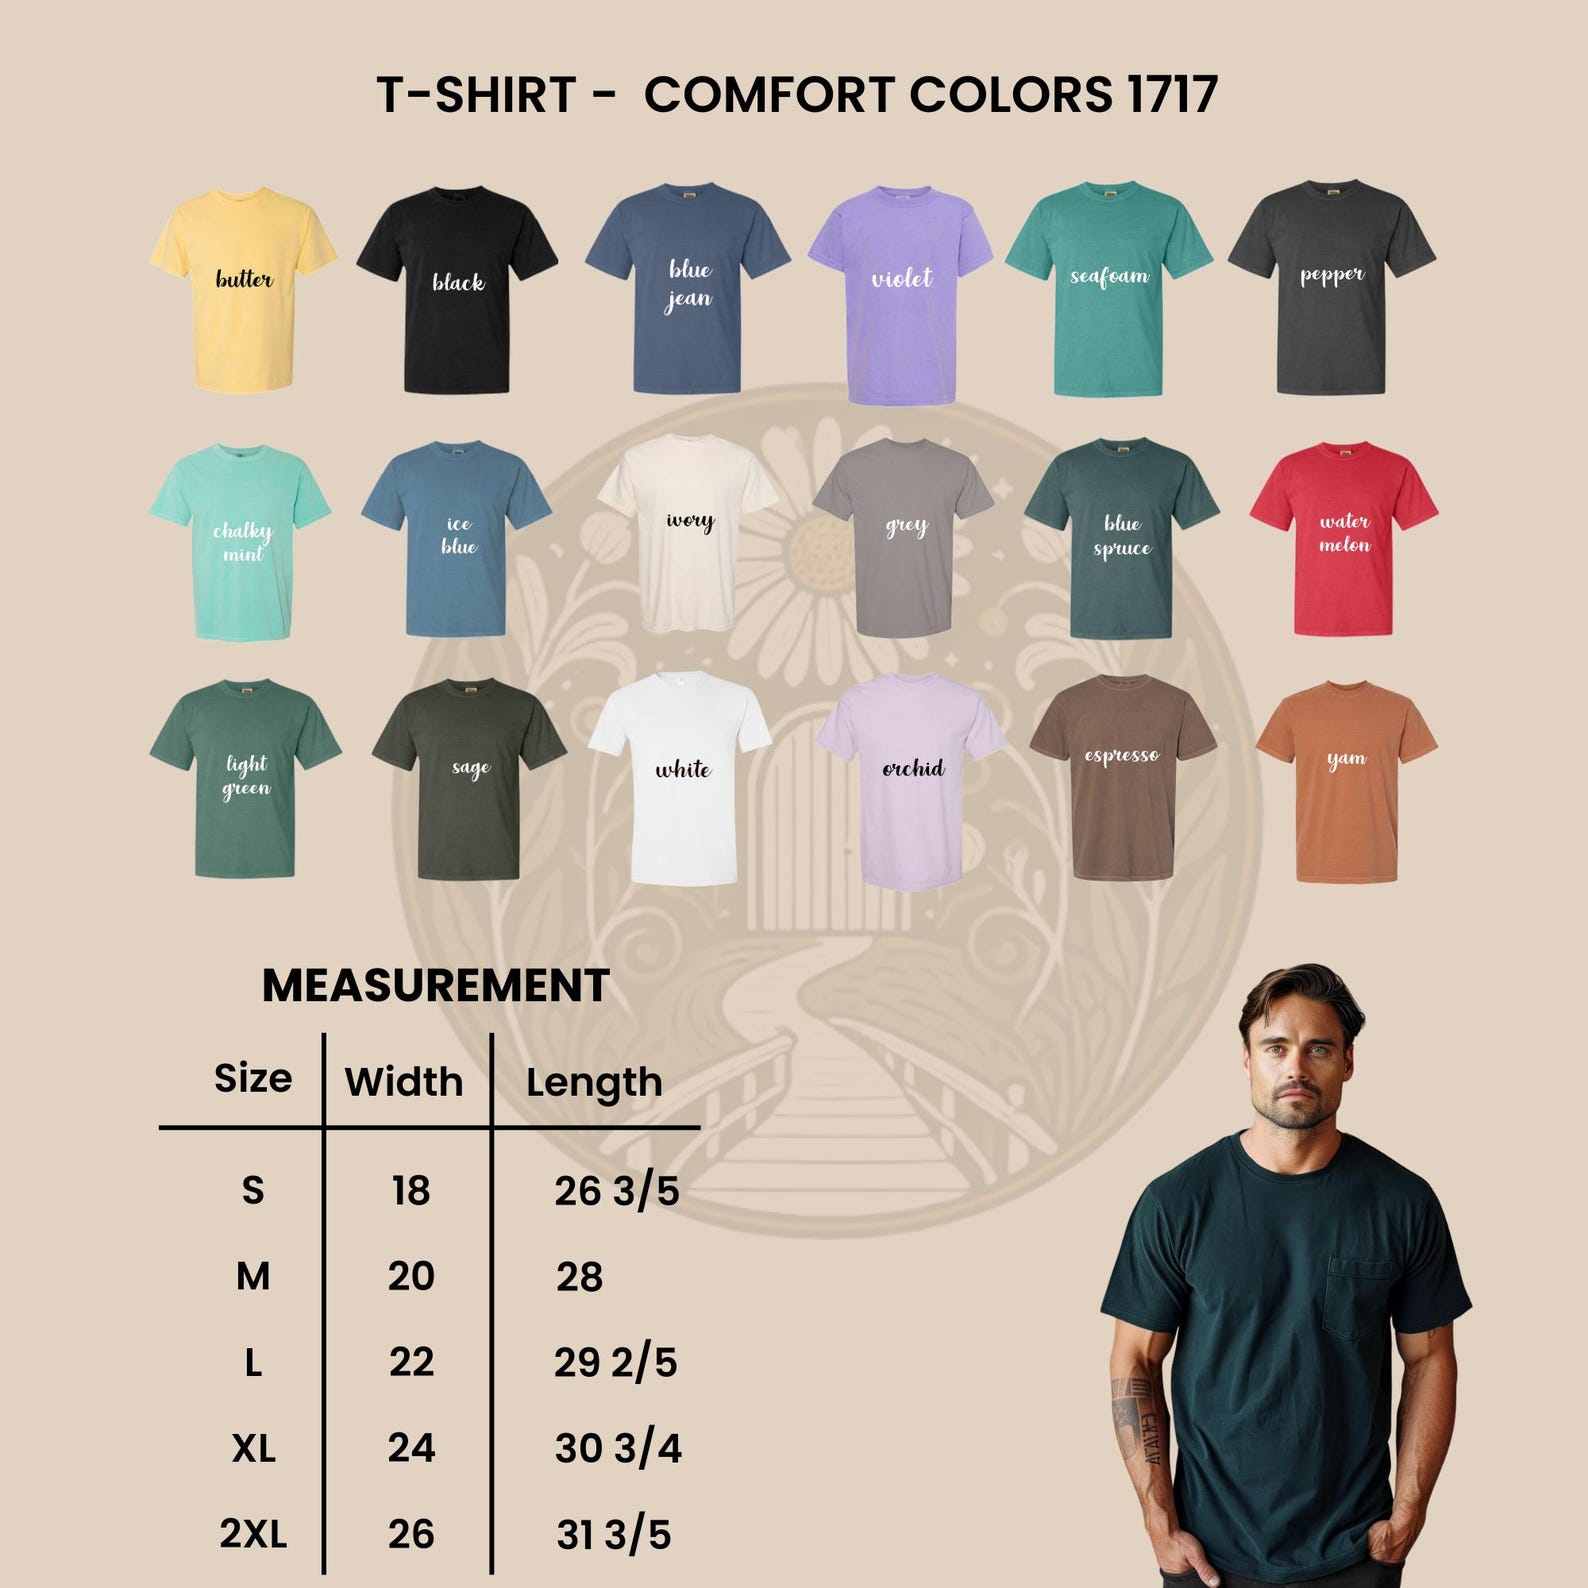 T-SHIRT - COMFORT COLORS 1717
butter
black
blue
jean
violet
seafoam
pepper
chalky
mint
ice
blue
ivory
grey
blue
spruce
water
melon
light
green
sage
white
orchid
espresso
yam
MEASUREMENT
Size Width Length
S 18 26 3/5
M 20 28
L 22 29 2/5
XL 24 30 3/4
2XL 26 31 3/5